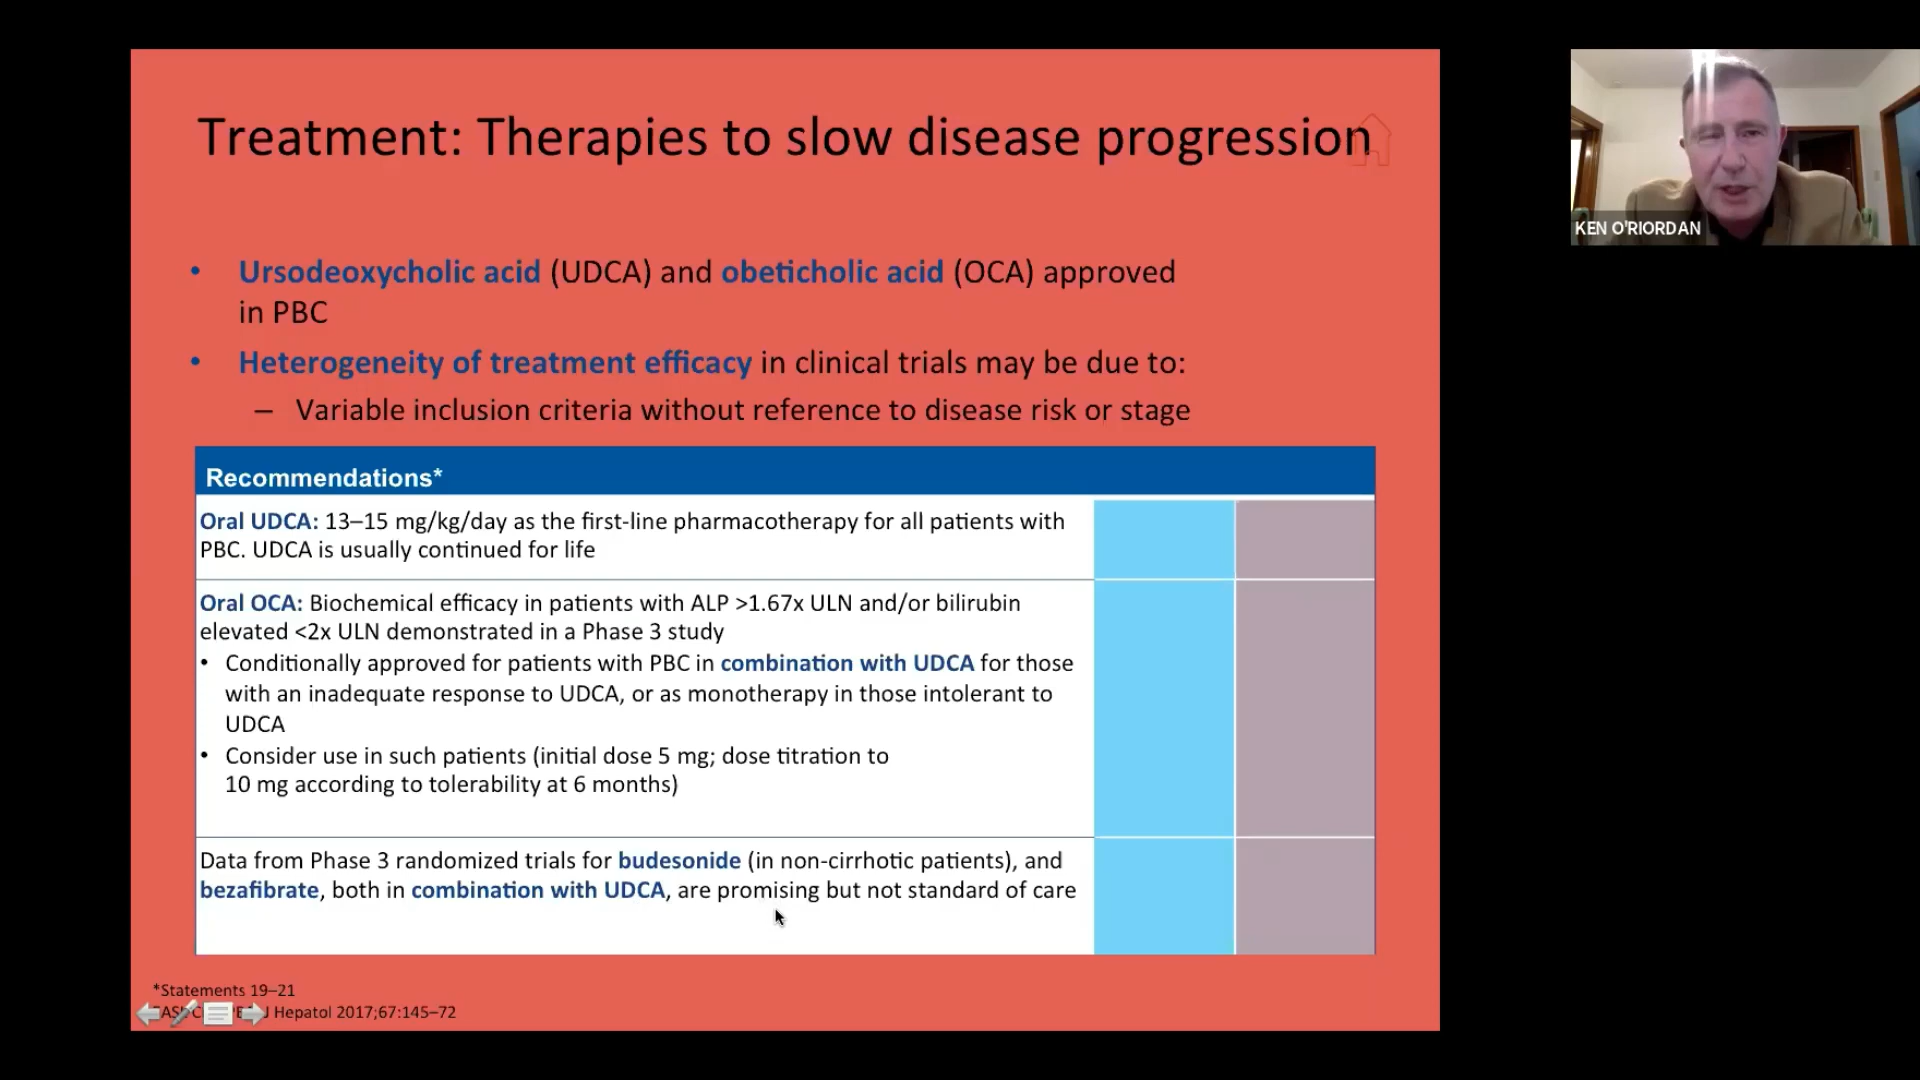 Treatment: Therapies to slow disease progression
KEN O'RIORDAN
• Ursodeoxycholic acid (UDCA) and obeticholic acid (OCA) approved
in PBC
• Heterogeneity of treatment efficacy in clinical trials may be due to:
– Variable inclusion criteria without reference to disease risk or stage
Recommendations*
Oral UDCA: 13–15 mg/kg/day as the first-line pharmacotherapy for all patients with
PBC. UDCA is usually continued for life
Oral OCA: Biochemical efficacy in patients with ALP >1.67x ULN and/or bilirubin
elevated <2x ULN demonstrated in a Phase 3 study
• Conditionally approved for patients with PBC in combination with UDCA for those
with an inadequate response to UDCA, or as monotherapy in those intolerant to
UDCA
• Consider use in such patients (initial dose 5 mg; dose titration to
10 mg according to tolerability at 6 months)
Data from Phase 3 randomized trials for budesonide (in non-cirrhotic patients), and
bezafibrate, both in combination with UDCA, are promising but not standard of care
*Statements 19–21
J Hepatol 2017;67:145–72